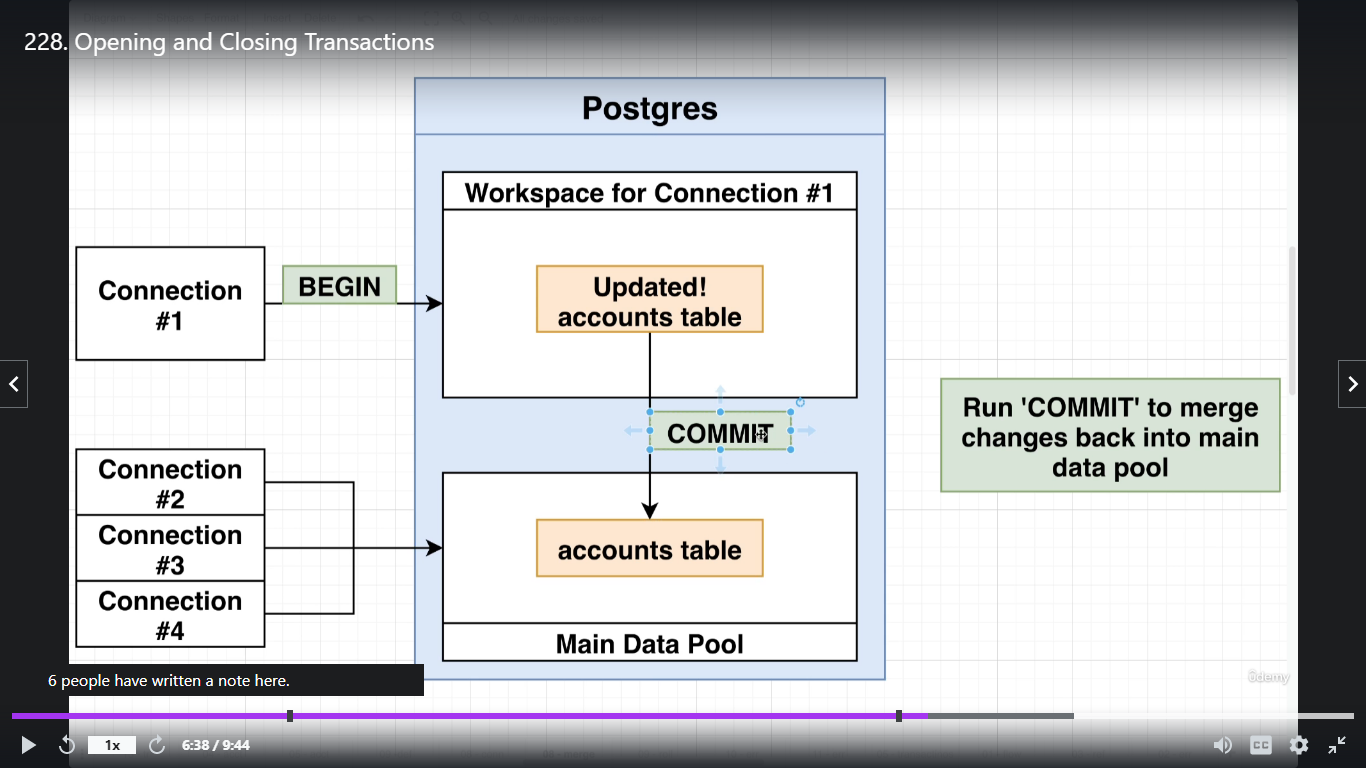 228. Opening and Closing Transactions
Postgres
Workspace for Connection #1
Connection
#1
BEGIN
Updated!
accounts table
COMMIT
Run 'COMMIT' to merge
changes back into main
data pool
Connection
#2
Connection
#3
Connection
#4
accounts table
Main Data Pool
6 people have written a note here.
ûdemy
1x
6:38 / 9:44
CC